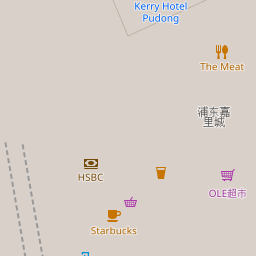 Kerry Hotel
Pudong
The Meat
浦东嘉
里城
HSBC
OLE超市
Starbucks